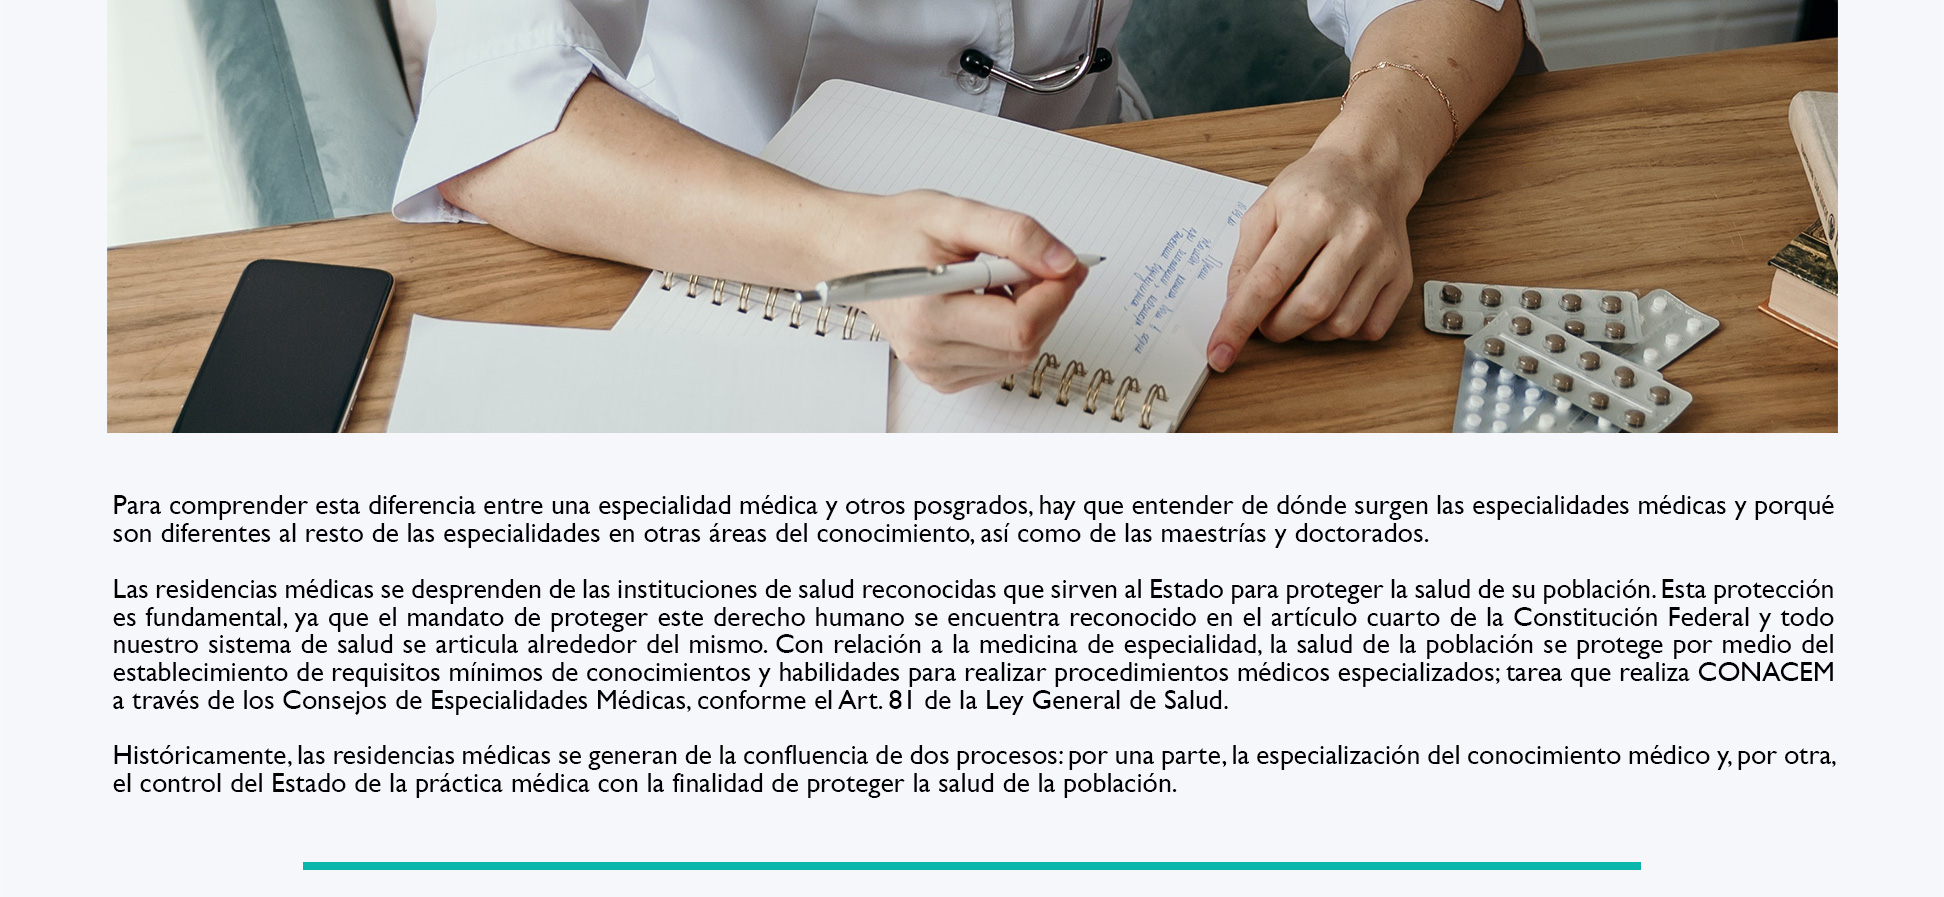 Para comprender esta diferencia entre una especialidad médica y otros posgrados, hay que entender de dónde surgen las especialidades médicas y porqué
son diferentes al resto de las especialidades en otras áreas del conocimiento, así como de las maestrías y doctorados.
Las residencias médicas se desprenden de las instituciones de salud reconocidas que sirven al Estado para proteger la salud de su población. Esta protección
es fundamental, ya que el mandato de proteger este derecho humano se encuentra reconocido en el artículo cuarto de la Constitución Federal y todo
nuestro sistema de salud se articula alrededor del mismo. Con relación a la medicina de especialidad, la salud de la población se protege por medio del
establecimiento de requisitos mínimos de conocimientos y habilidades para realizar procedimientos médicos especializados; tarea que realiza CONACEM
a través de los Consejos de Especialidades Médicas, conforme el Art. 81 de la Ley General de Salud.
Históricamente, las residencias médicas se generan de la confluencia de dos procesos: por una parte, la especialización del conocimiento médico y, por otra,
el control del Estado de la práctica médica con la finalidad de proteger la salud de la población.